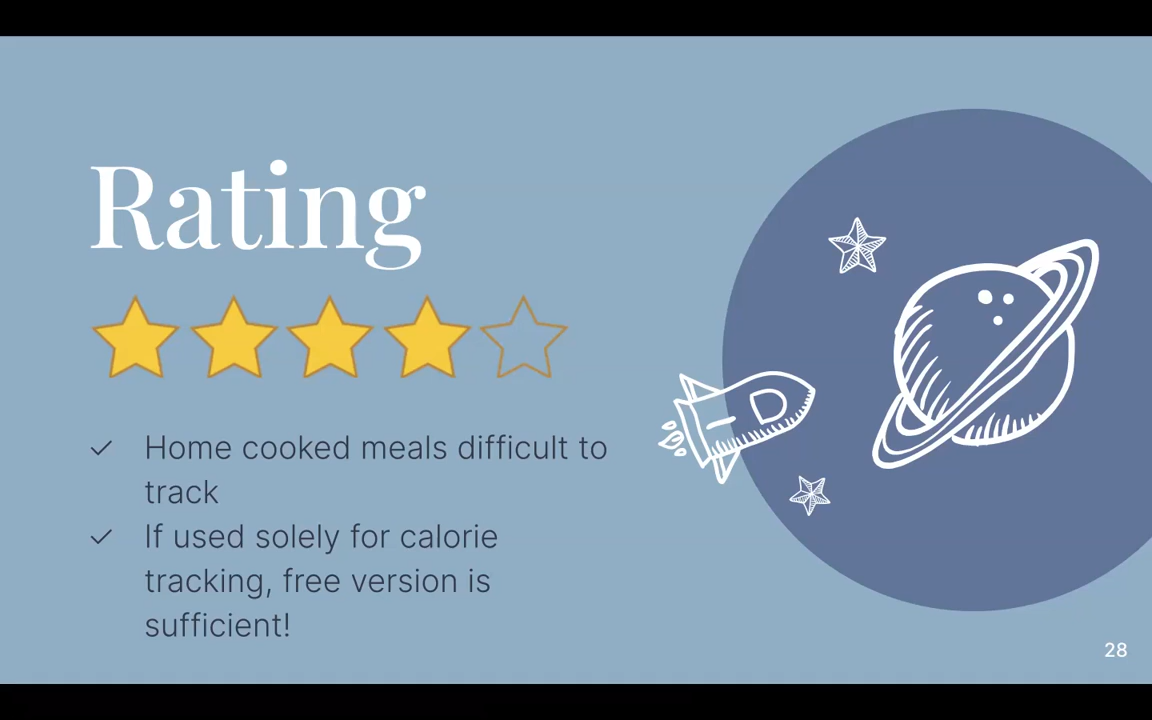 Rating
Home cooked meals difficult to
track
If used solely for calorie
tracking, free version is
sufficient!
28